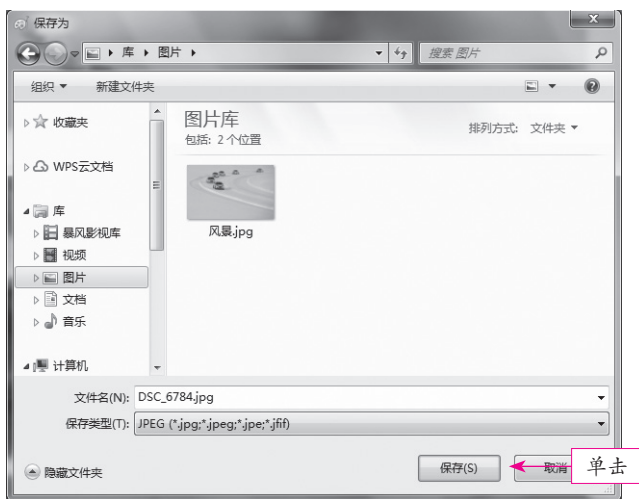 保存为
库 图片
搜索 图片
组织 新建文件夹
收藏夹
WPS云文档
库
暴风影视库
视频
图片
文档
音乐
计算机
图片库
包括: 2 个位置
排列方式: 文件夹
风景.jpg
文件名(N): DSC_6784.jpg
保存类型(T): JPEG (*.jpg;*.jpeg;*.jpe;*.jfif)
隐藏文件夹
保存(S) 取消
单击